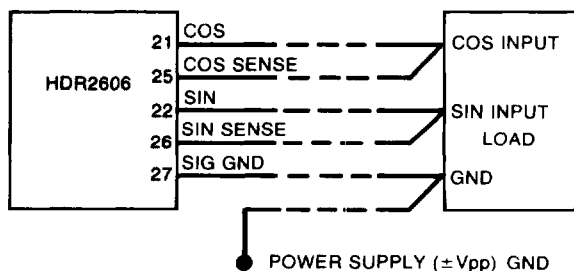 HDR2606
21 COS
25 COS SENSE
22 SIN
26 SIN SENSE
27 SIG GND
COS INPUT
SIN INPUT
LOAD
GND
POWER SUPPLY (±Vpp) GND